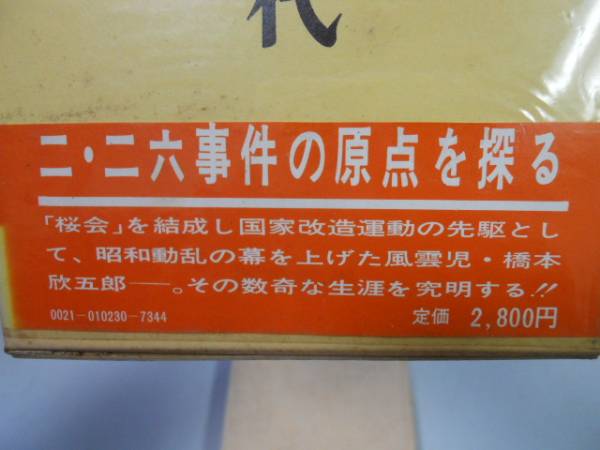 代
二・二六事件の原点を探る
「桜会」を結成し国家改造運動の先駆とし
て、昭和動乱の幕を上げた風雲児・橋本
欣五郎──。その数奇な生涯を究明する.!!
0021-010230-7344
定価 2,800円